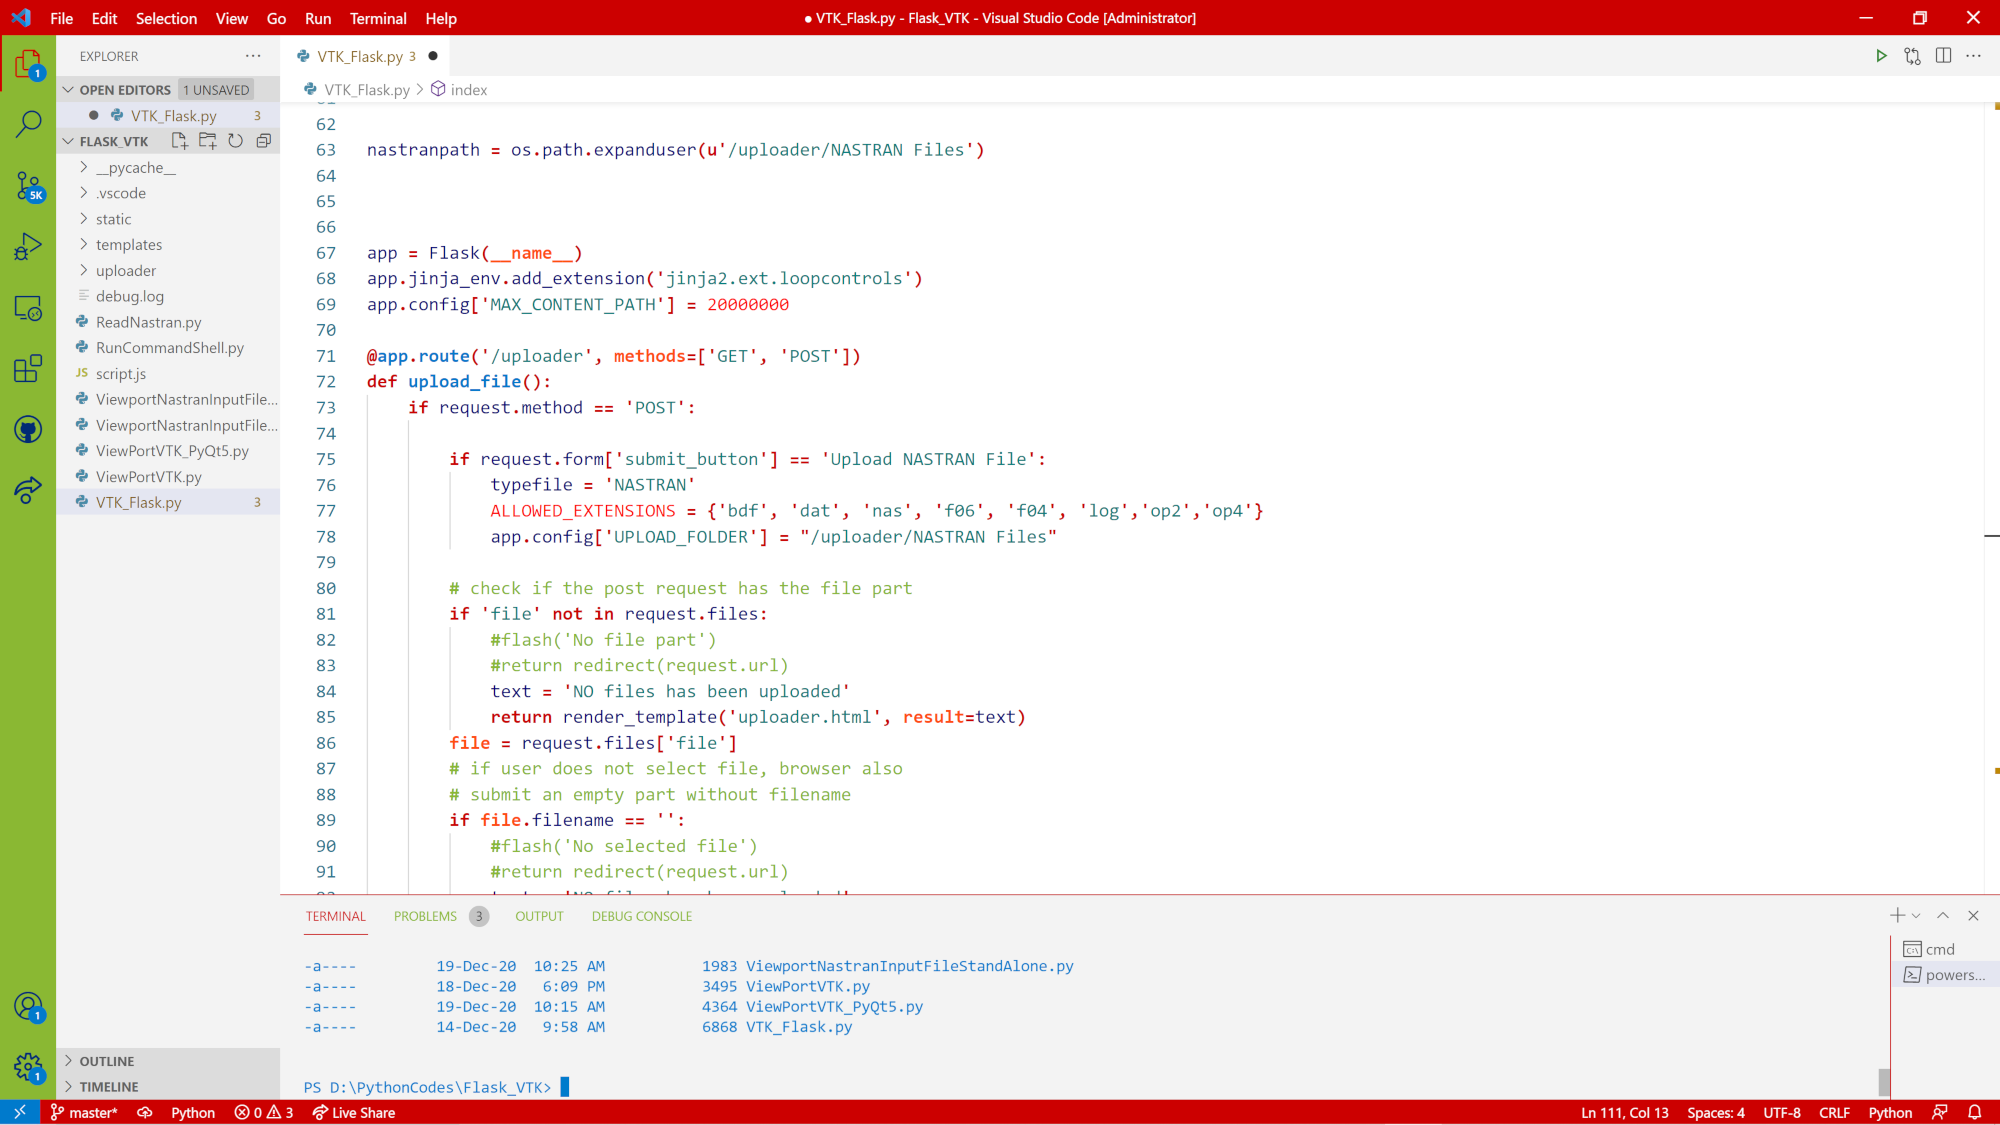 File Edit Selection View Go Run Terminal Help
● VTK_Flask.py - Flask_VTK - Visual Studio Code [Administrator]
EXPLORER ···
OPEN EDITORS 1 UNSAVED
VTK_Flask.py 3
FLASK_VTK
__pycache__
.vscode
static
templates
uploader
debug.log
ReadNastran.py
RunCommandShell.py
JS script.js
ViewportNastranInputFile...
ViewportNastranInputFile...
ViewPortVTK_PyQt5.py
ViewPortVTK.py
VTK_Flask.py 3
OUTLINE
TIMELINE
1
5K
1
1
VTK_Flask.py 3 ●
VTK_Flask.py > index
62
63 nastranpath = os.path.expanduser(u'/uploader/NASTRAN Files')
64
65
66
67 app = Flask(__name__)
68 app.jinja_env.add_extension('jinja2.ext.loopcontrols')
69 app.config['MAX_CONTENT_PATH'] = 20000000
70
71 @app.route('/uploader', methods=['GET', 'POST'])
72 def upload_file():
73 if request.method == 'POST':
74
75 if request.form['submit_button'] == 'Upload NASTRAN File':
76 typefile = 'NASTRAN'
77 ALLOWED_EXTENSIONS = {'bdf', 'dat', 'nas', 'f06', 'f04', 'log','op2','op4'}
78 app.config['UPLOAD_FOLDER'] = "/uploader/NASTRAN Files"
79
80 # check if the post request has the file part
81 if 'file' not in request.files:
82 #flash('No file part')
83 #return redirect(request.url)
84 text = 'NO files has been uploaded'
85 return render_template('uploader.html', result=text)
86 file = request.files['file']
87 # if user does not select file, browser also
88 # submit an empty part without filename
89 if file.filename == '':
90 #flash('No selected file')
91 #return redirect(request.url)
TERMINAL PROBLEMS 3 OUTPUT DEBUG CONSOLE
-a---- 19-Dec-20 10:25 AM 1983 ViewportNastranInputFileStandAlone.py
-a---- 18-Dec-20 6:09 PM 3495 ViewPortVTK.py
-a---- 19-Dec-20 10:15 AM 4364 ViewPortVTK_PyQt5.py
-a---- 14-Dec-20 9:58 AM 6868 VTK_Flask.py
PS D:\PythonCodes\Flask_VTK>
cmd
powers...
master* Python 0 3 Live Share
Ln 111, Col 13 Spaces: 4 UTF-8 CRLF Python